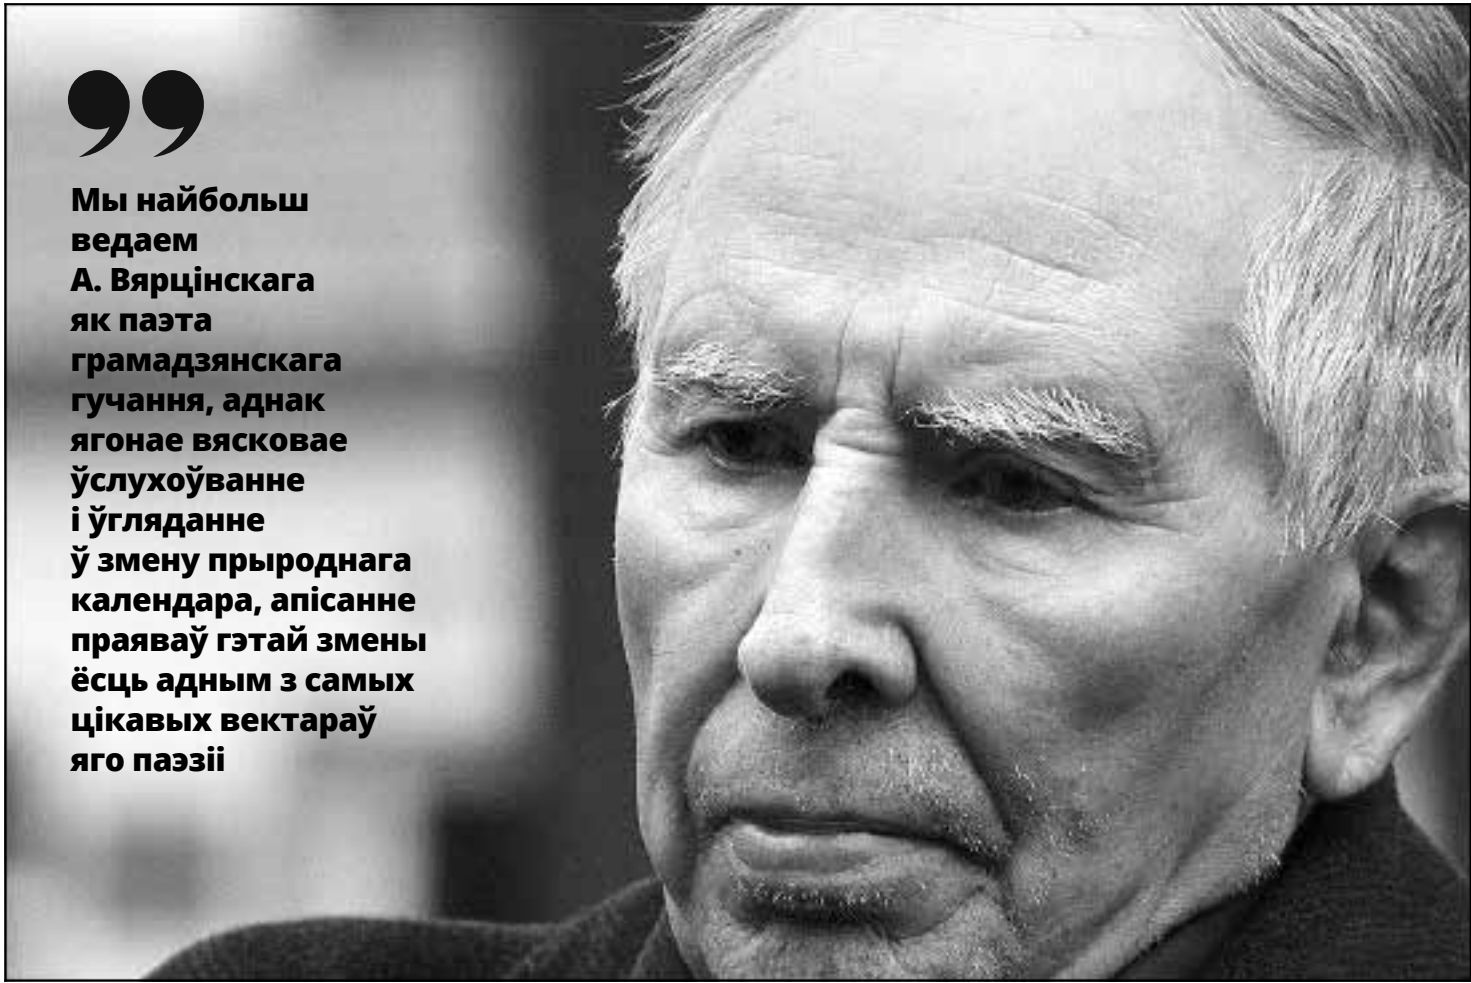 ”
Мы найбольш
ведаем
А. Вярцінскага
як паэта
грамадзянскага
гучання, аднак
ягонае вясковае
ўслухоўванне
і ўгляданне
ў змену прыроднага
календара, апісанне
праяваў гэтай змены
ёсць адным з самых
цікавых вектараў
яго паэзіі